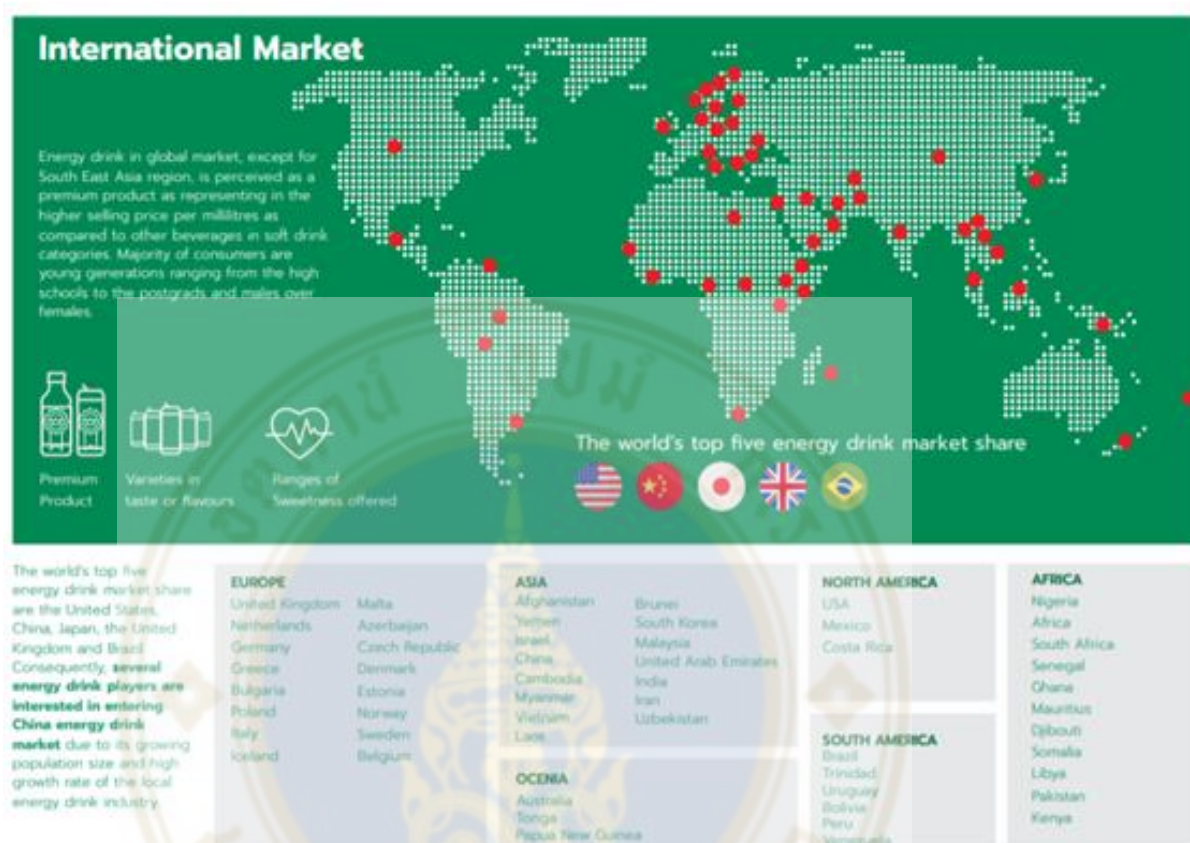 International Market
Energy drink in global market, except for
South East Asia region, is perceived as a
premium product as representing in the
higher selling price per millilitres as
compared to other beverages in soft drink
categories. Majority of consumers are
young generations ranging from the high
schools to the postgrads and males over
females.
Premium
Product
Varieties in
taste or flavours
Ranges of
Sweetness offered
The world's top five energy drink market share
The world's top five
energy drink market share
are the United States,
China, Japan, the United
Kingdom and Brazil
Consequently, several
energy drink players are
interested in entering
China energy drink
market due to its growing
population size and high
growth rate of the local
energy drink industry
EUROPE
United Kingdom
Netherlands
Germany
Greece
Bulgaria
Poland
Italy
Iceland
Malta
Azerbaijan
Czech Republic
Denmark
Estonia
Norway
Sweden
Belgium
ASIA
Afghanistan
Yemen
Israel
China
Cambodia
Myanmar
Vietnam
Laos
Brunei
South Korea
Malaysia
United Arab Emirates
India
Iran
Uzbekistan
OCENIA
Australia
Tonga
Papua New Guinea
NORTH AMERICA
USA
Mexico
Costa Rica
SOUTH AMERICA
Brazil
Trinidad
Uruguay
Bolivia
Peru
Venezuela
AFRICA
Nigeria
Africa
South Africa
Senegal
Ghana
Mauritius
Djibouti
Somalia
Libya
Pakistan
Kenya